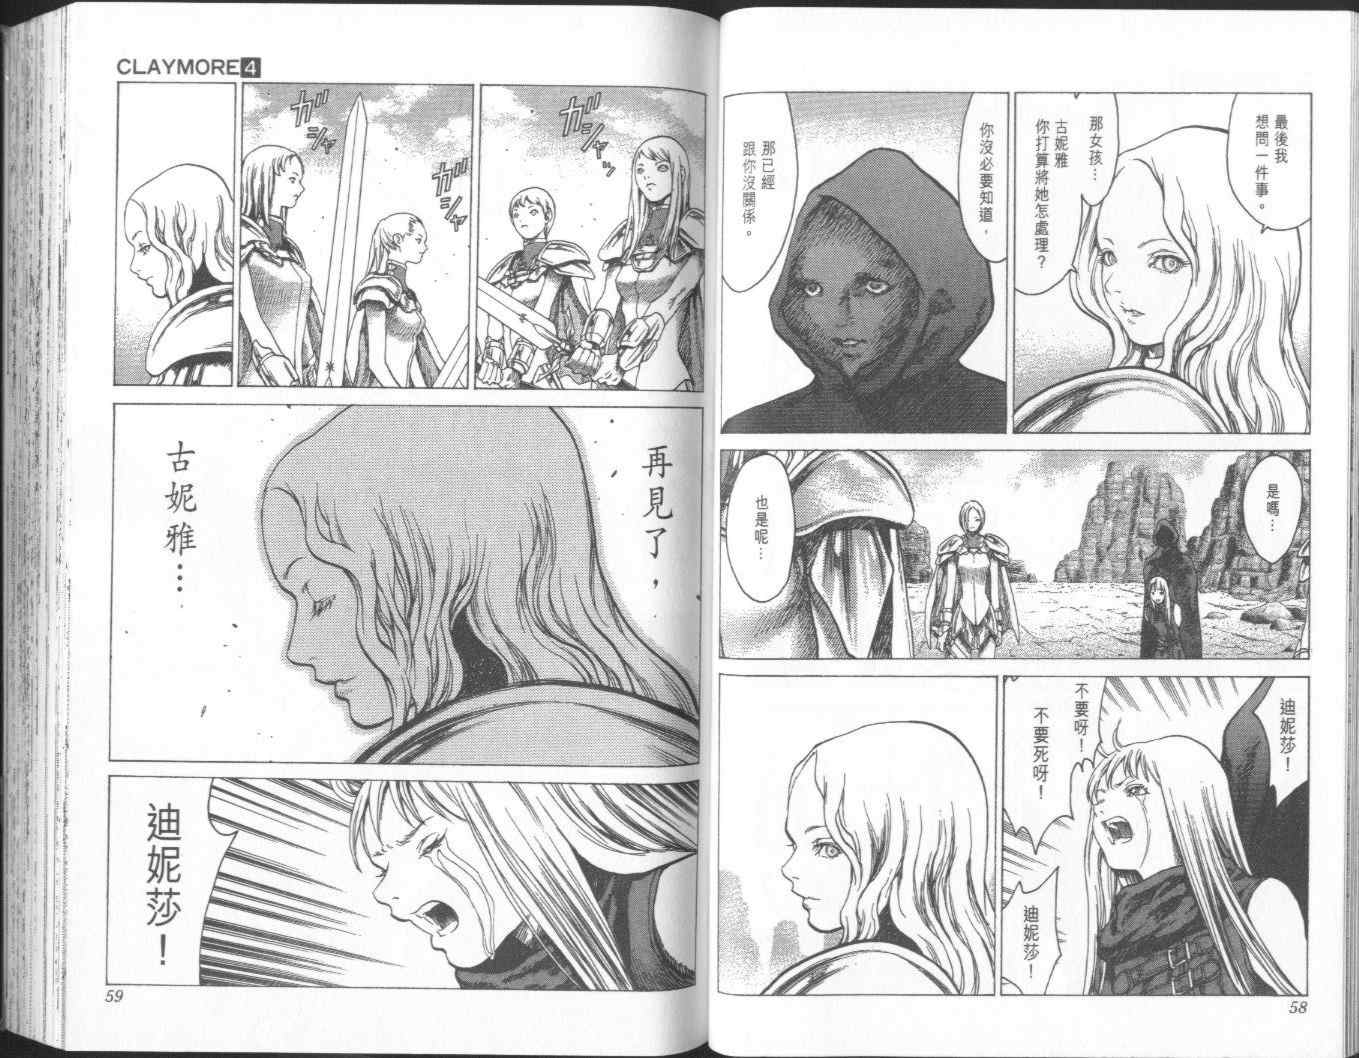 最後我
想問一件事。
那女孩…
古妮雅
你打算將她怎處理?
你沒必要知道,
那已經
跟你沒關係。
是嗎…
也是呢…
迪妮莎!
不要呀!
不要死呀!
迪妮莎!
58
CLAYMORE 4
ガシャッ
ガシャ
ガシャ
再見了,
古妮雅…
迪妮莎!
59